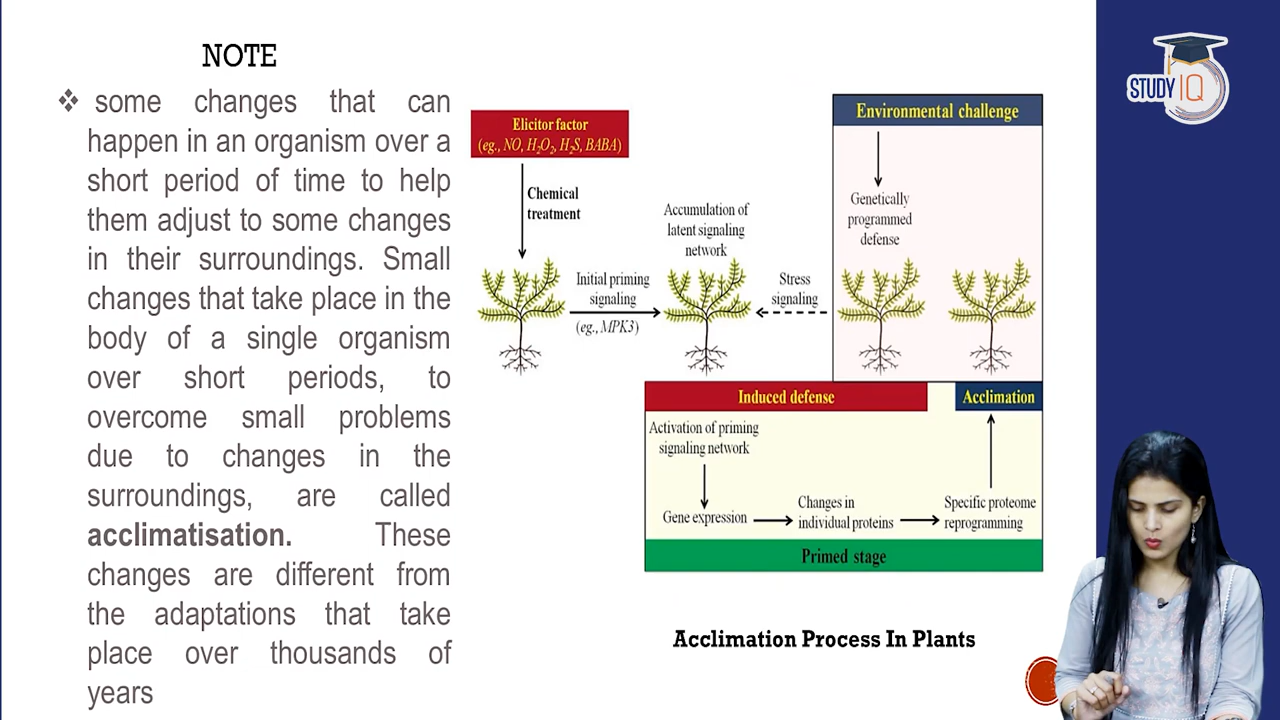 NOTE
❖ some changes that can
happen in an organism over a
short period of time to help
them adjust to some changes
in their surroundings. Small
changes that take place in the
body of a single organism
over short periods, to
overcome small problems
due to changes in the
surroundings, are called
acclimatisation. These
changes are different from
the adaptations that take
place over thousands of
years
Elicitor factor
(eg., NO, H₂O₂, H₂S, BABA)
Chemical
treatment
Initial priming
signaling
(eg., MPK3)
Accumulation of
latent signaling
network
Stress
signaling
Environmental challenge
Genetically
programmed
defense
Induced defense
Acclimation
Activation of priming
signaling network
Gene expression
Changes in
individual proteins
Specific proteome
reprogramming
Primed stage
Acclimation Process In Plants
STUDY IQ